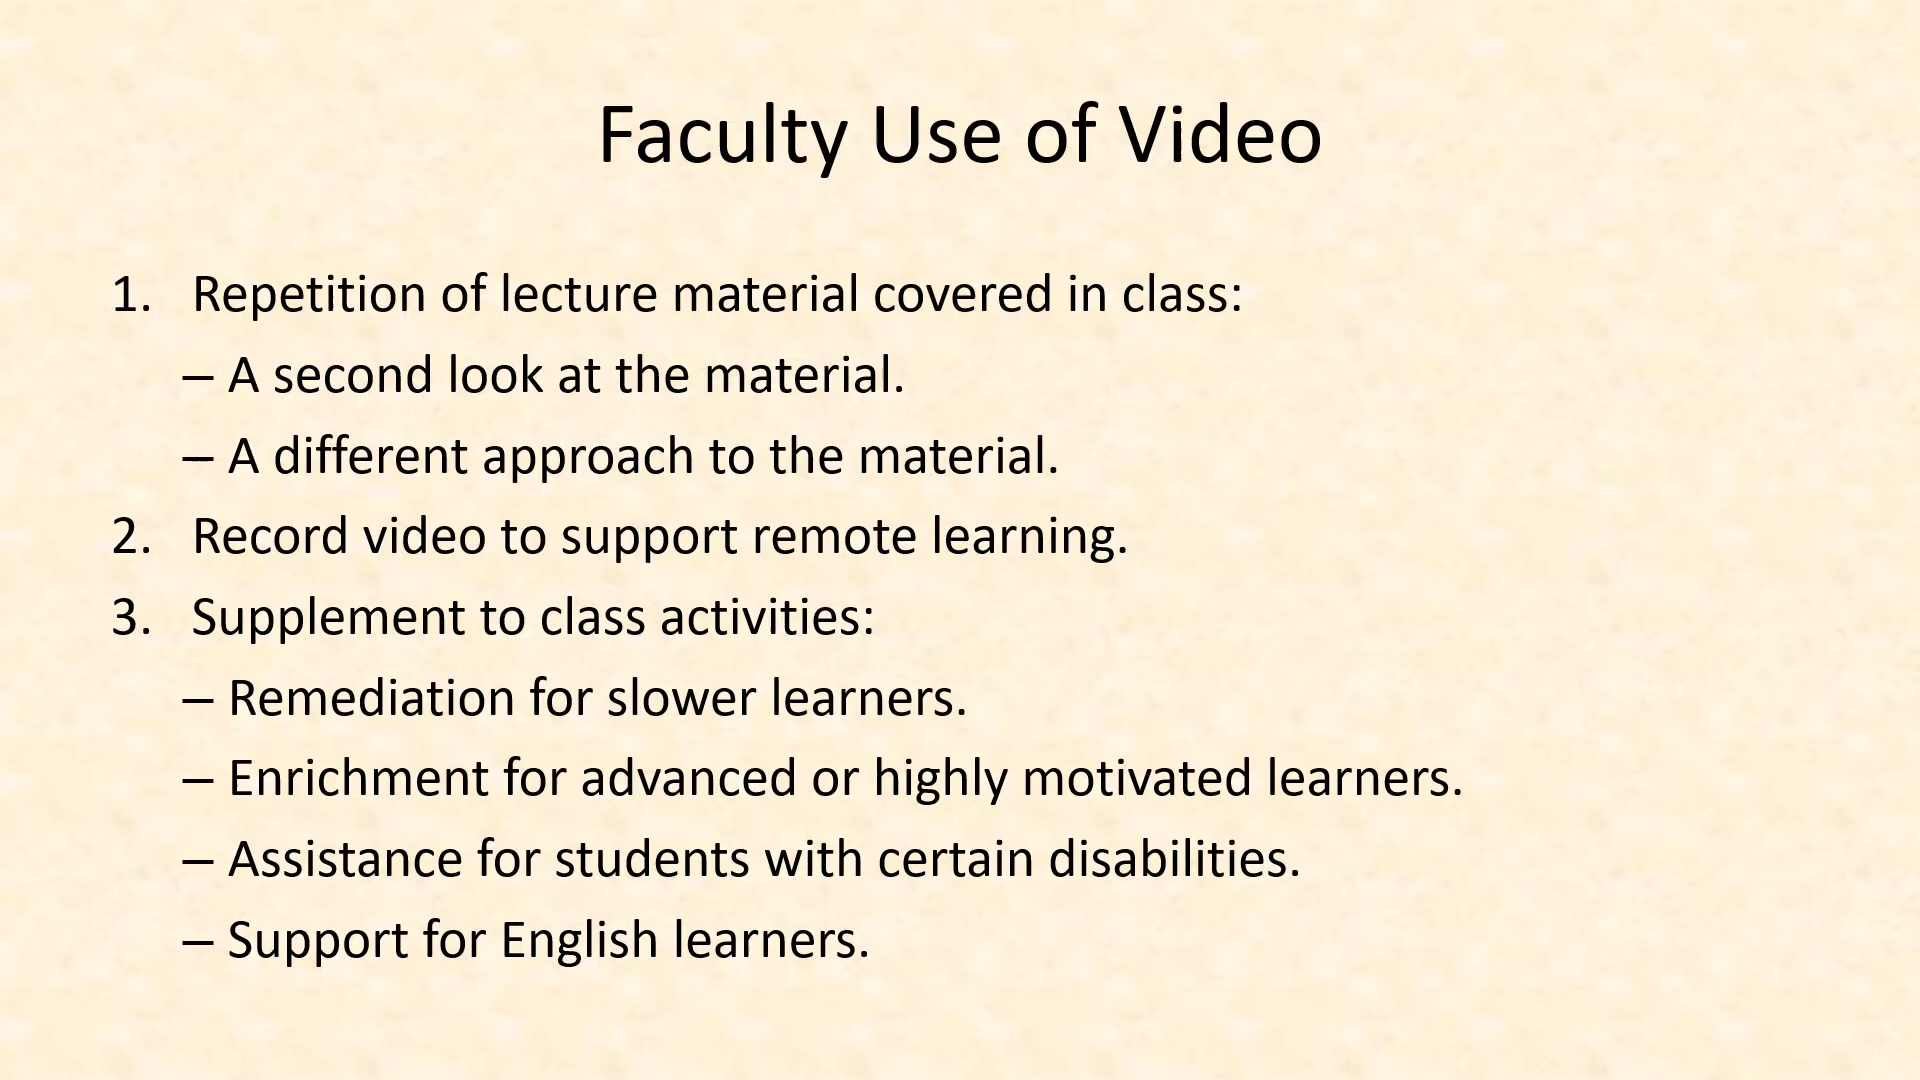 Faculty Use of Video
1. Repetition of lecture material covered in class:
– A second look at the material.
– A different approach to the material.
2. Record video to support remote learning.
3. Supplement to class activities:
– Remediation for slower learners.
– Enrichment for advanced or highly motivated learners.
– Assistance for students with certain disabilities.
– Support for English learners.